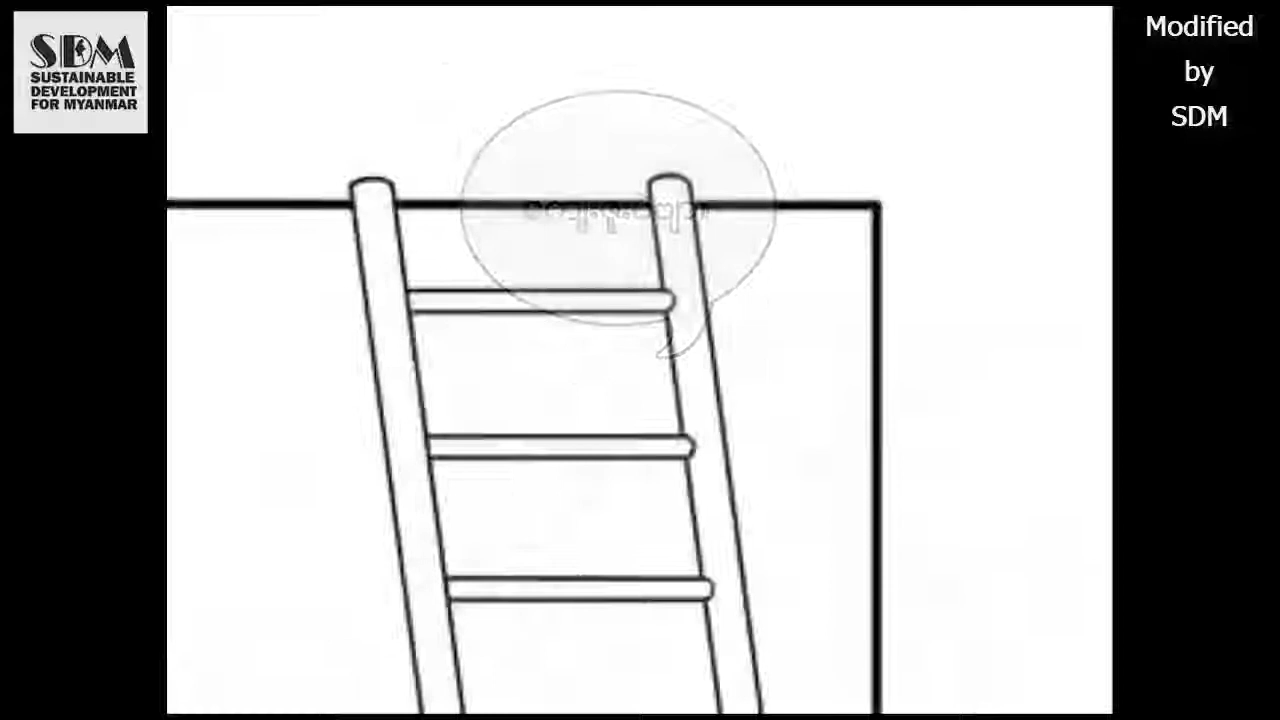 SDM
SUSTAINABLE
DEVELOPMENT
FOR MYANMAR
Modified
by
SDM